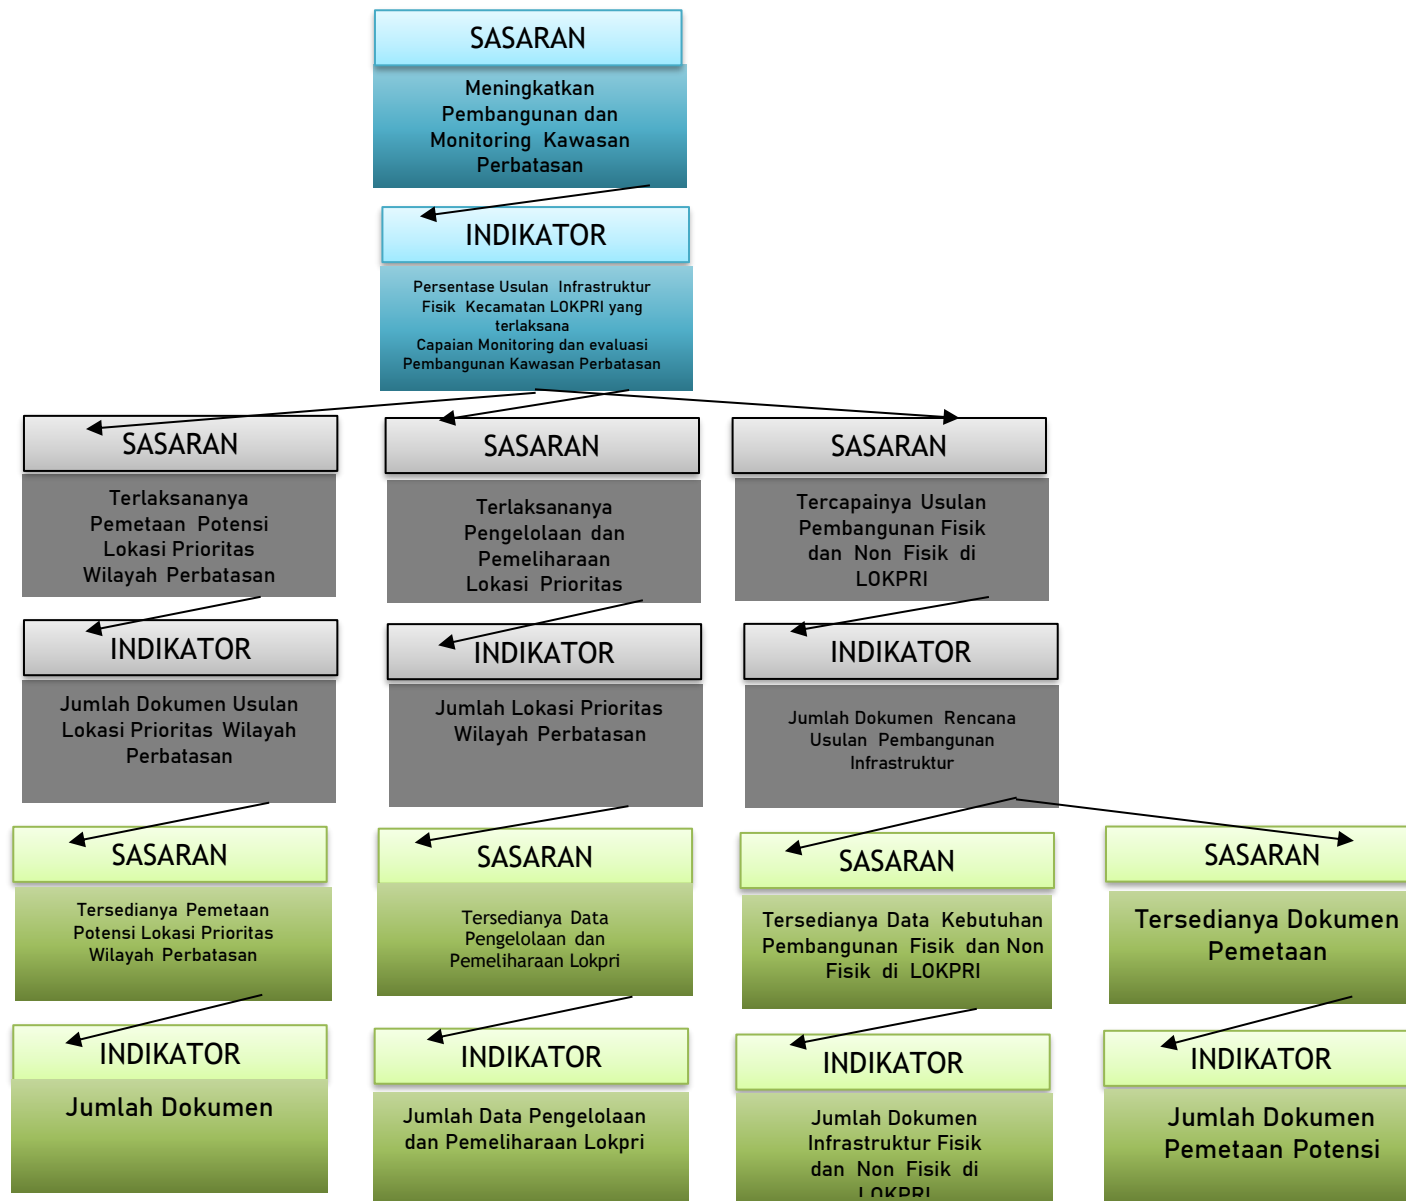 SASARAN
Meningkatkan
Pembangunan dan
Monitoring Kawasan
Perbatasan
INDIKATOR
Persentase Usulan Infrastruktur
Fisik Kecamatan LOKPRI yang
terlaksana
Capaian Monitoring dan evaluasi
Pembangunan Kawasan Perbatasan
SASARAN
Terlaksananya
Pemetaan Potensi
Lokasi Prioritas
Wilayah Perbatasan
SASARAN
Terlaksananya
Pengelolaan dan
Pemeliharaan
Lokasi Prioritas
SASARAN
Tercapainya Usulan
Pembangunan Fisik
dan Non Fisik di
LOKPRI
INDIKATOR
Jumlah Dokumen Usulan
Lokasi Prioritas Wilayah
Perbatasan
INDIKATOR
Jumlah Lokasi Prioritas
Wilayah Perbatasan
INDIKATOR
Jumlah Dokumen Rencana
Usulan Pembangunan
Infrastruktur
SASARAN
Tersedianya Pemetaan
Potensi Lokasi Prioritas
Wilayah Perbatasan
SASARAN
Tersedianya Data
Pengelolaan dan
Pemeliharaan Lokpri
SASARAN
Tersedianya Data Kebutuhan
Pembangunan Fisik dan Non
Fisik di LOKPRI
SASARAN
Tersedianya Dokumen
Pemetaan
INDIKATOR
Jumlah Dokumen
INDIKATOR
Jumlah Data Pengelolaan
dan Pemeliharaan Lokpri
INDIKATOR
Jumlah Dokumen
Infrastruktur Fisik
dan Non Fisik di
LOKPRI
INDIKATOR
Jumlah Dokumen
Pemetaan Potensi